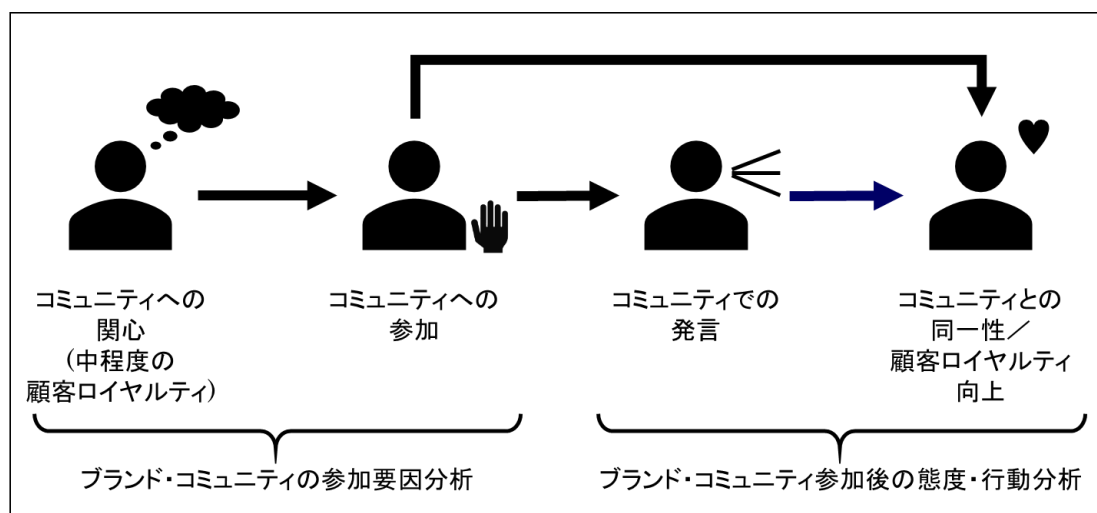 コミュニティへの
関心
(中程度の
顧客ロイヤルティ)
コミュニティへの
参加
コミュニティでの
発言
コミュニティとの
同一性／
顧客ロイヤルティ
向上
ブランド・コミュニティの参加要因分析
ブランド・コミュニティ参加後の態度・行動分析